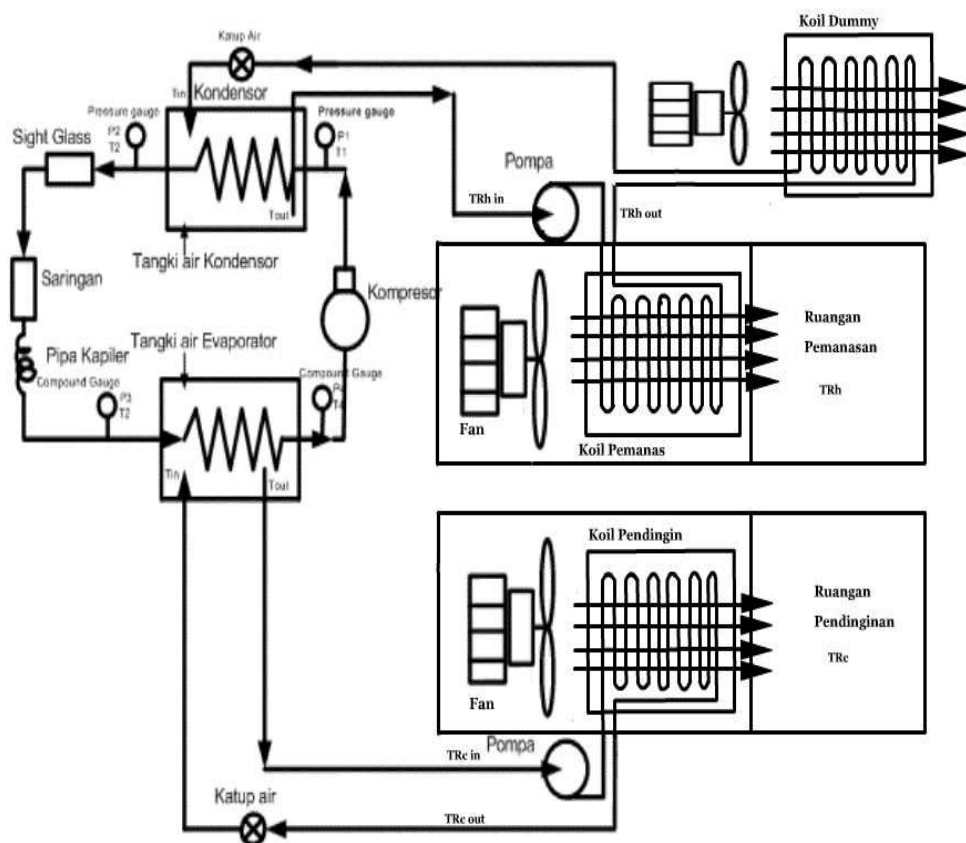 Koil Dummy
Katup Air
Tin
Kondensor
Pressure gauge
P2
T2
Pressure gauge
P1
T1
Sight Glass
Pompa
TRh in
TRh out
Tout
Tangki air Kondensor
Saringan
Kompresor
Ruangan
Pemanasan
TRh
Tangki air Evaporator
Pipa Kapiler
Compound Gauge
P3
T2
Compound Gauge
P4
T4
Fan
Koil Pemanas
Tin
Tout
Koil Pendingin
Ruangan
Pendinginan
TRc
Fan
TRc in
Pompa
Katup air
TRc out